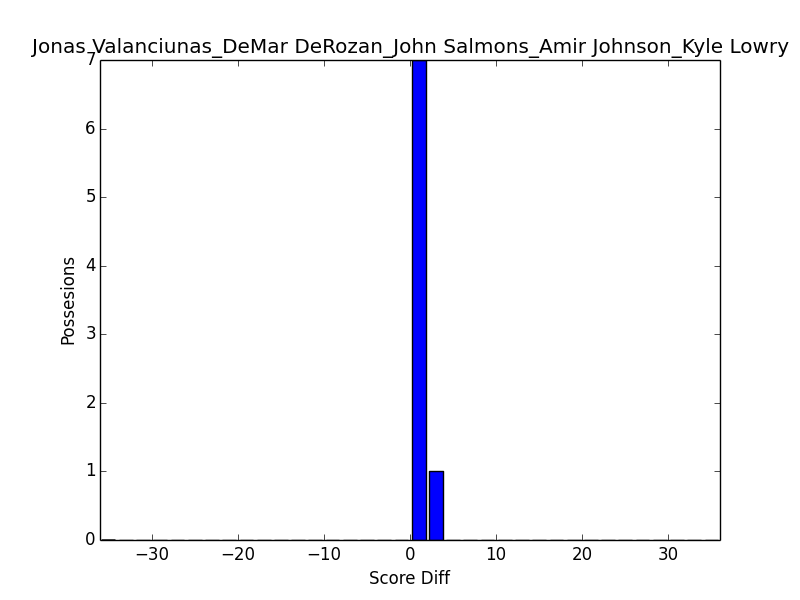 Jonas Valanciunas_DeMar DeRozan_John Salmons_Amir Johnson_Kyle Lowry
7
6
5
4
3
2
1
0
Possesions
−30 −20 −10 0 10 20 30
Score Diff